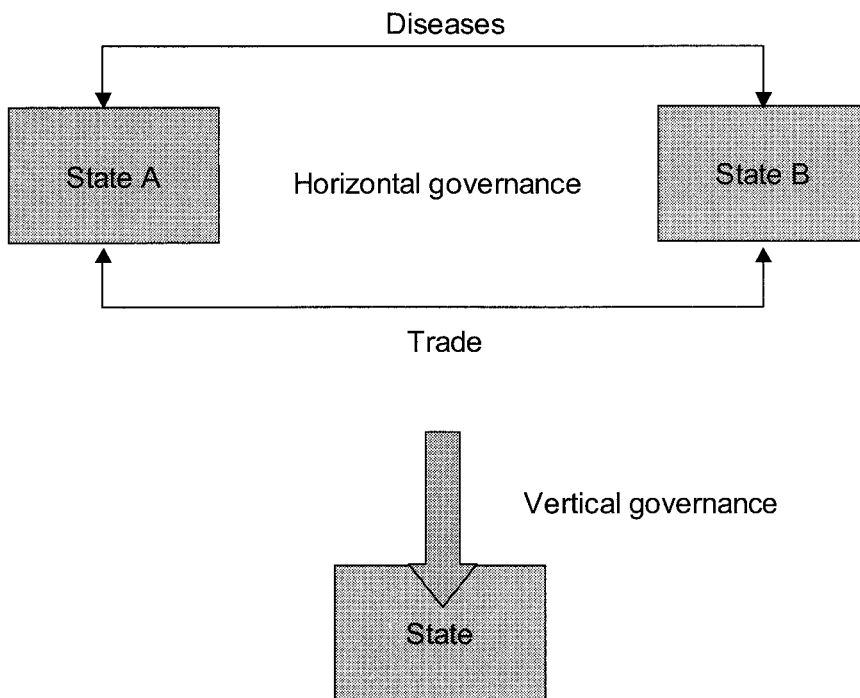 Diseases
State A
Horizontal governance
State B
Trade
Vertical governance
State